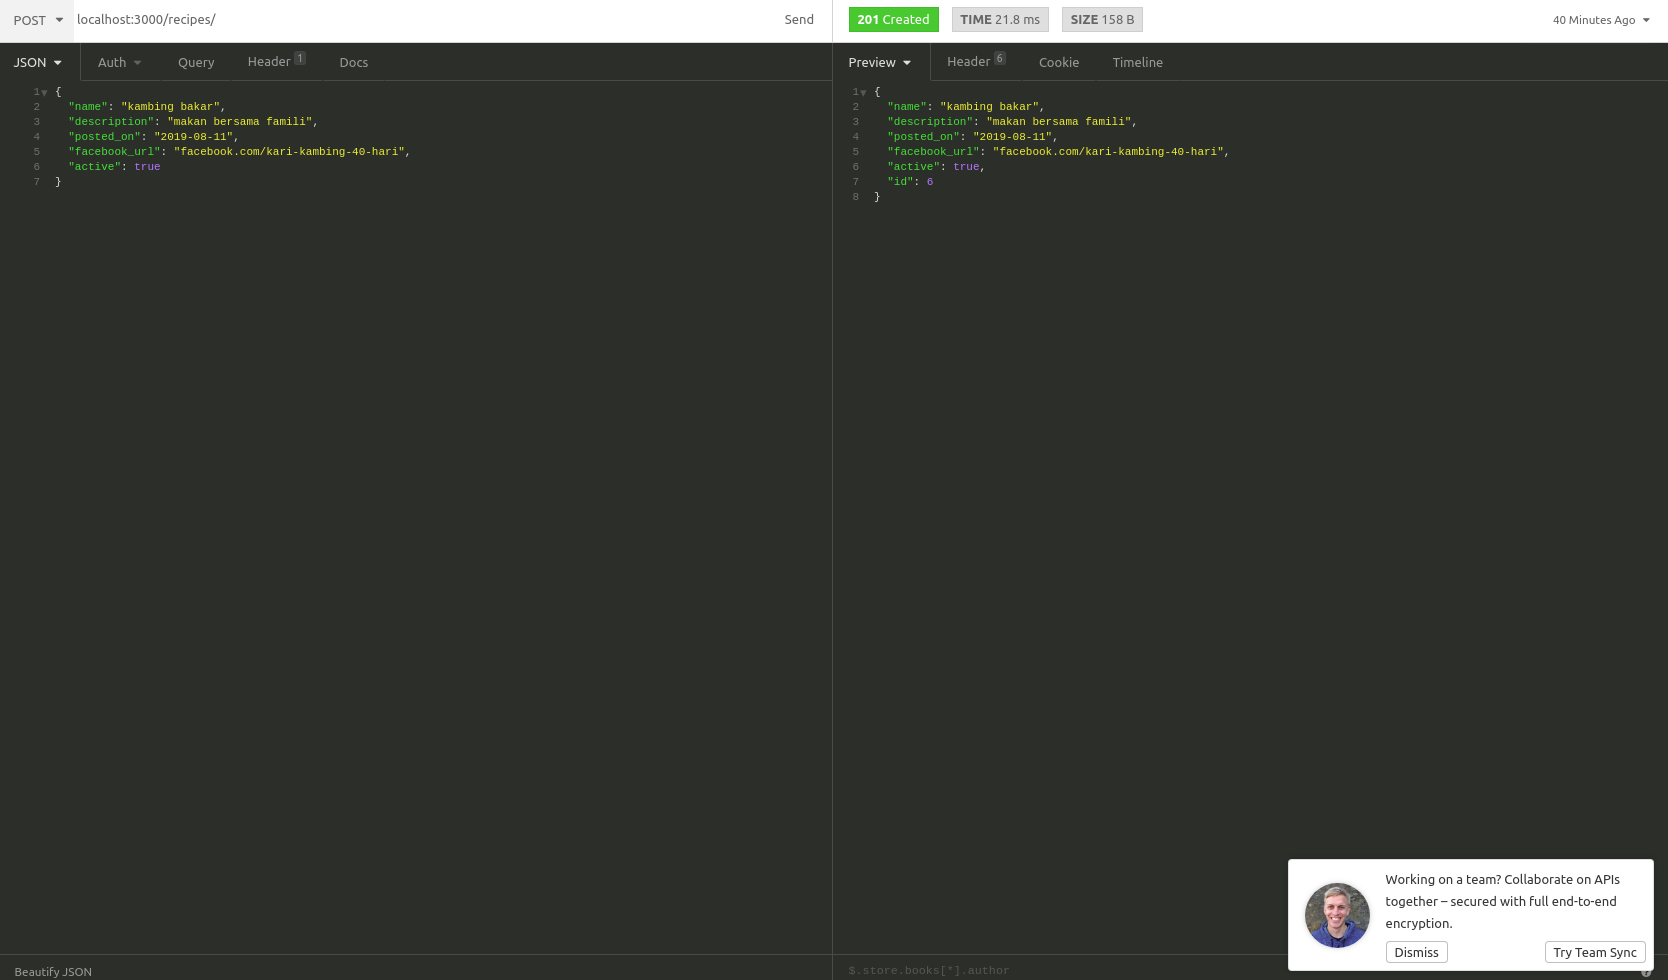 POST localhost:3000/recipes/ Send
201 Created TIME 21.8 ms SIZE 158 B 40 Minutes Ago
JSON Auth Query Header 1 Docs
Preview Header 6 Cookie Timeline
1 {
2 "name": "kambing bakar",
3 "description": "makan bersama famili",
4 "posted_on": "2019-08-11",
5 "facebook_url": "facebook.com/kari-kambing-40-hari",
6 "active": true
7 }
1 {
2 "name": "kambing bakar",
3 "description": "makan bersama famili",
4 "posted_on": "2019-08-11",
5 "facebook_url": "facebook.com/kari-kambing-40-hari",
6 "active": true,
7 "id": 6
8 }
Working on a team? Collaborate on APIs
together – secured with full end-to-end
encryption.
Dismiss Try Team Sync
Beautify JSON
$.store.books[*].author